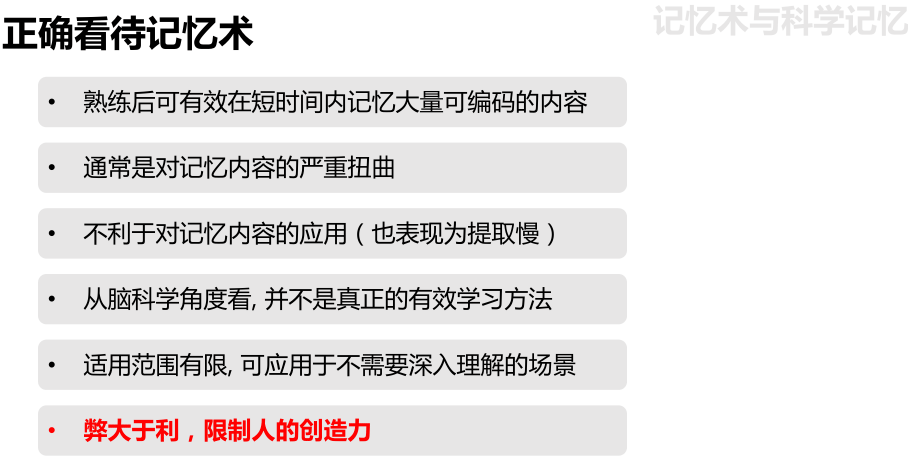 记忆术与科学记忆
正确看待记忆术
• 熟练后可有效在短时间内记忆大量可编码的内容
• 通常是对记忆内容的严重扭曲
• 不利于对记忆内容的应用（也表现为提取慢）
• 从脑科学角度看, 并不是真正的有效学习方法
• 适用范围有限, 可应用于不需要深入理解的场景
• 弊大于利，限制人的创造力